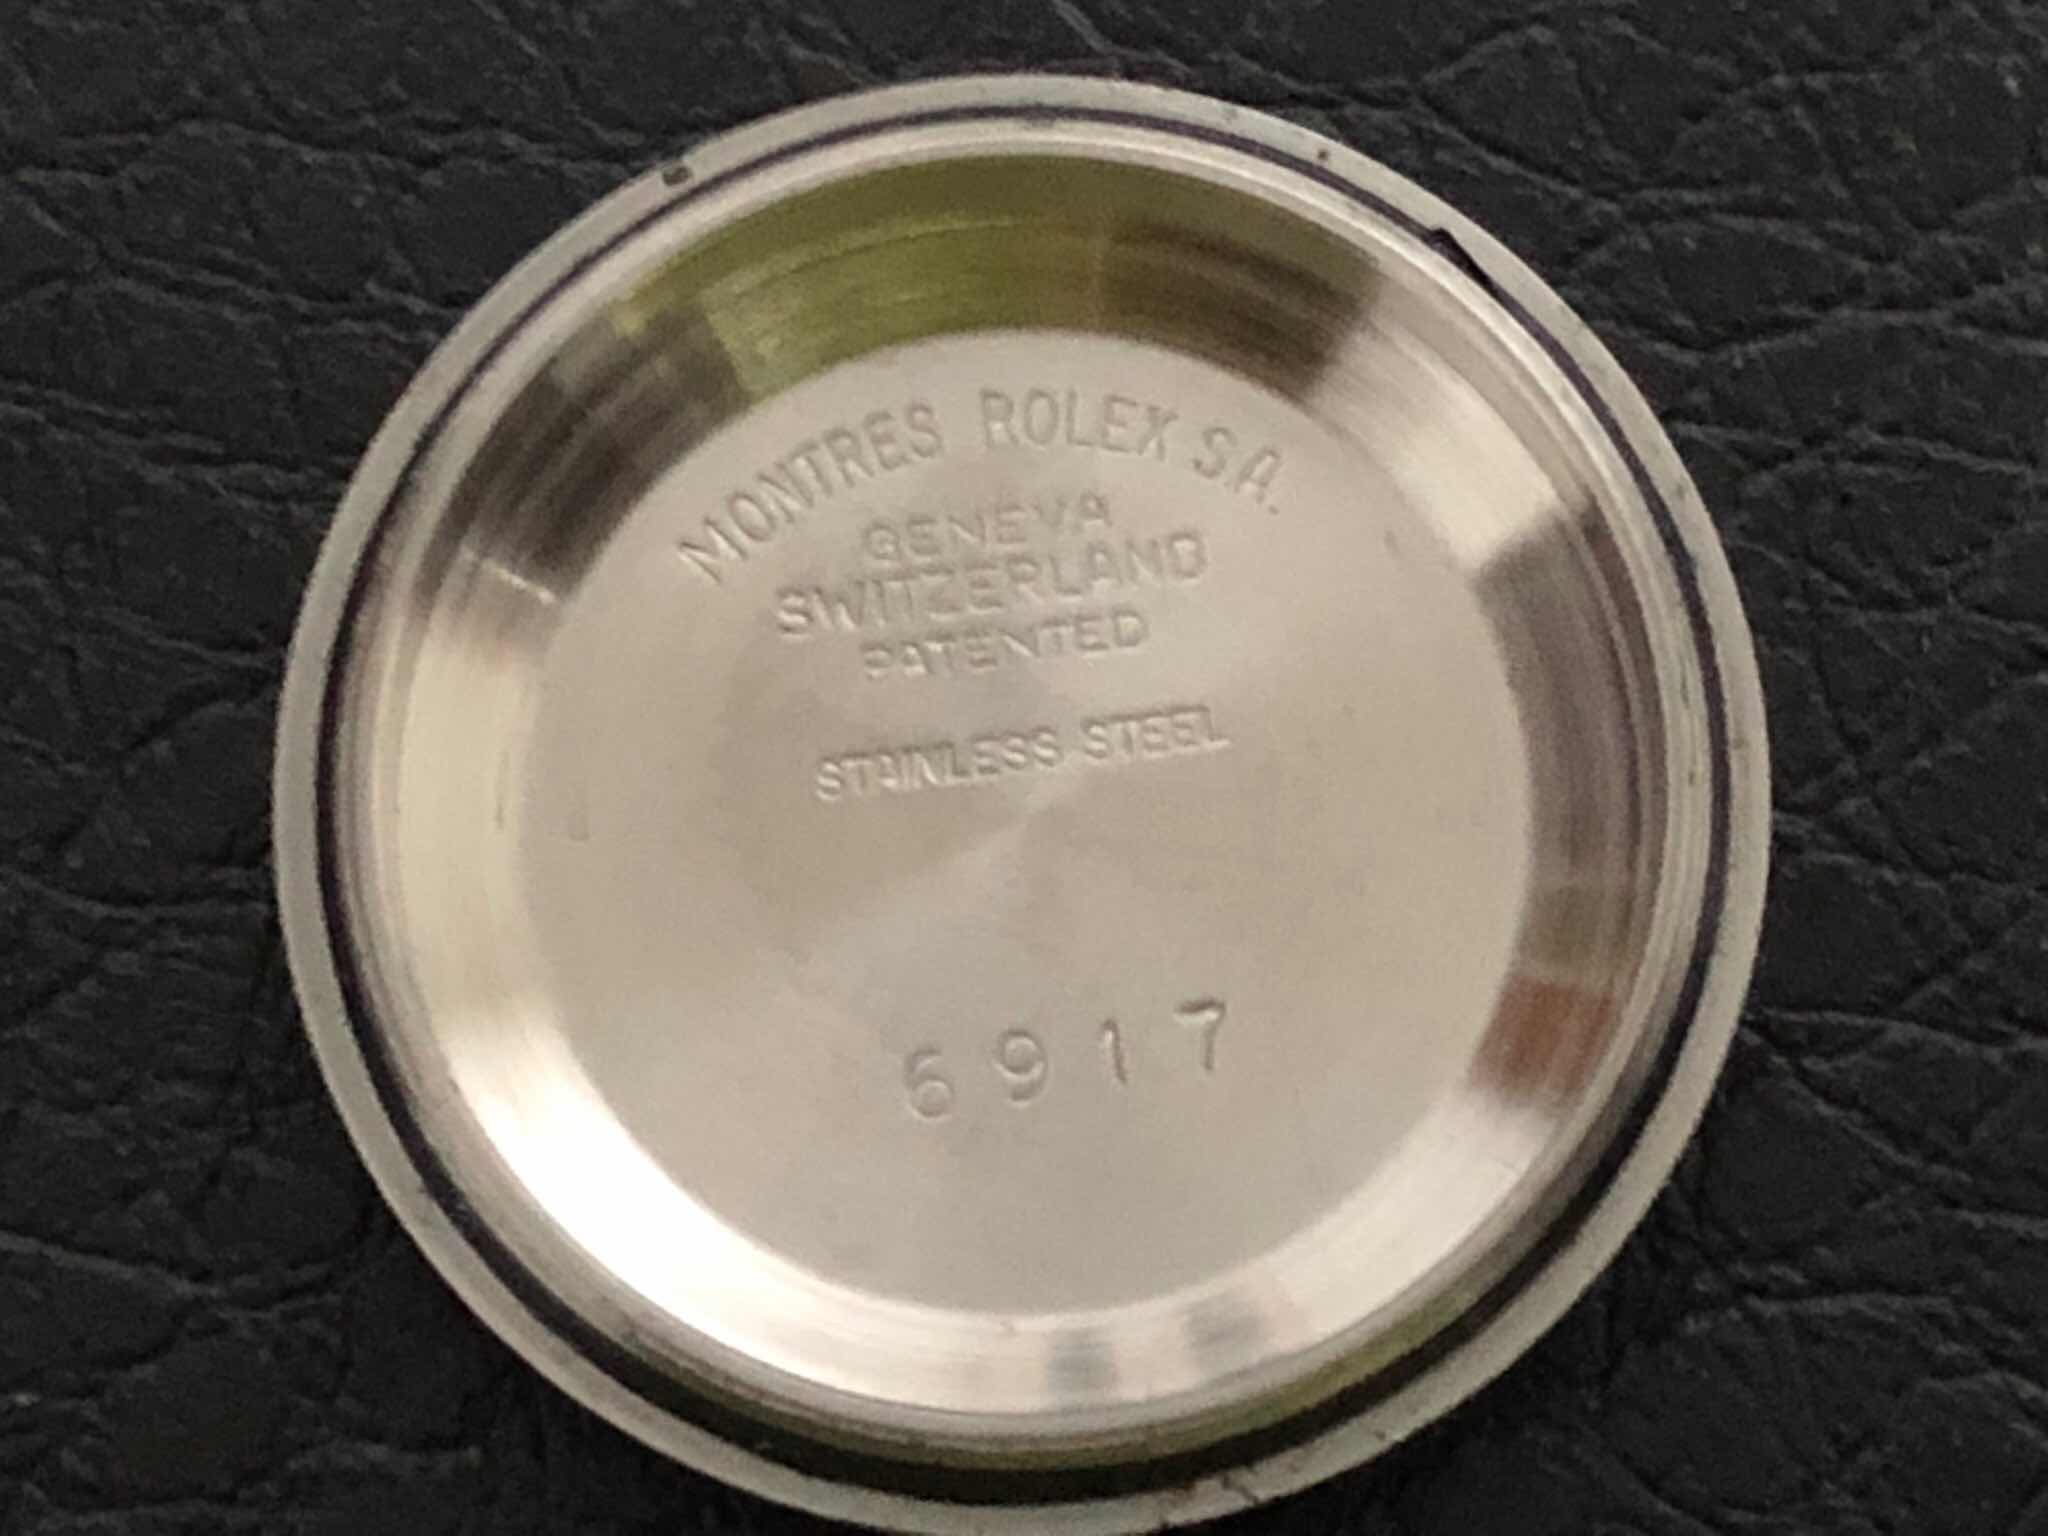 MONTRES ROLEX S.A.
GENEVA
SWITZERLAND
PATENTED
STAINLESS STEEL
6917